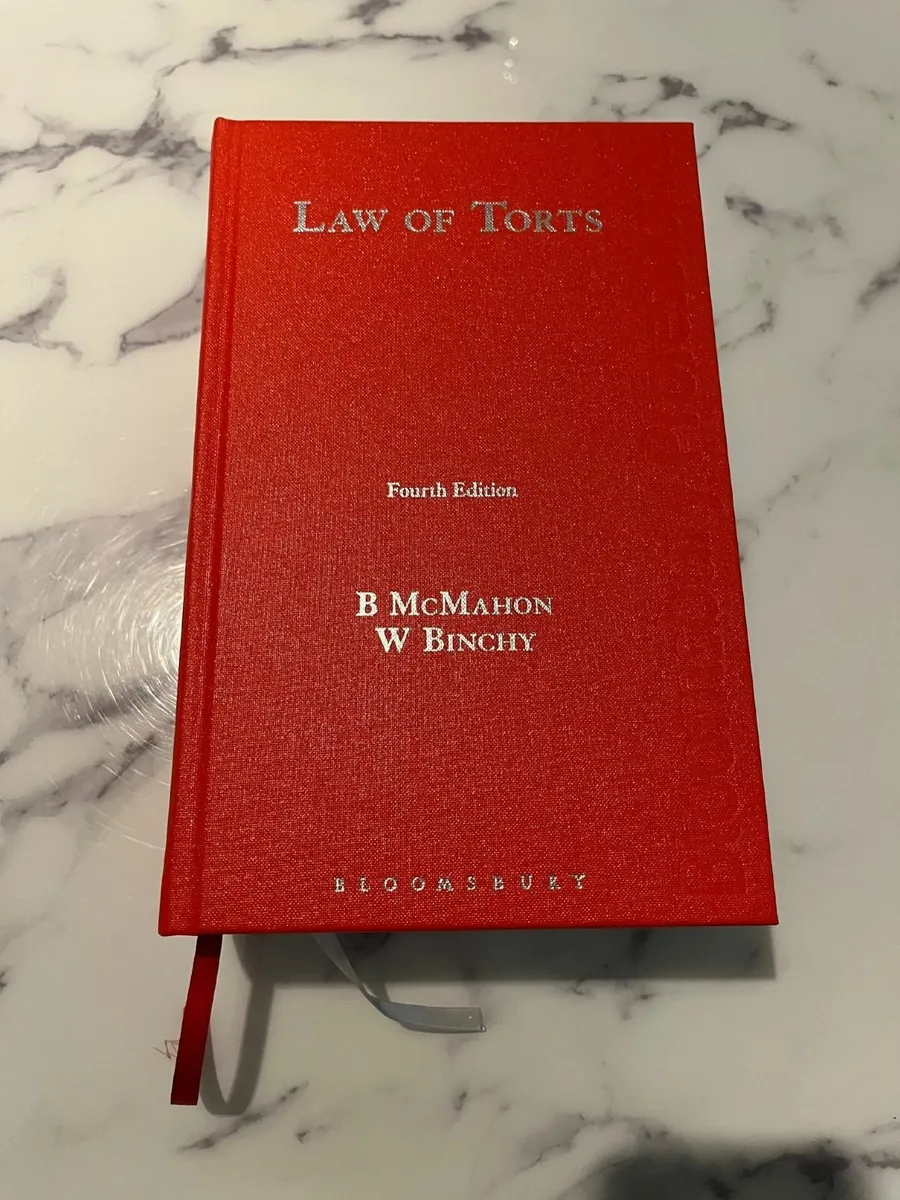 LAW OF TORTS
Fourth Edition
B MCMAHON
W BINCHY
BLOOMSBURY